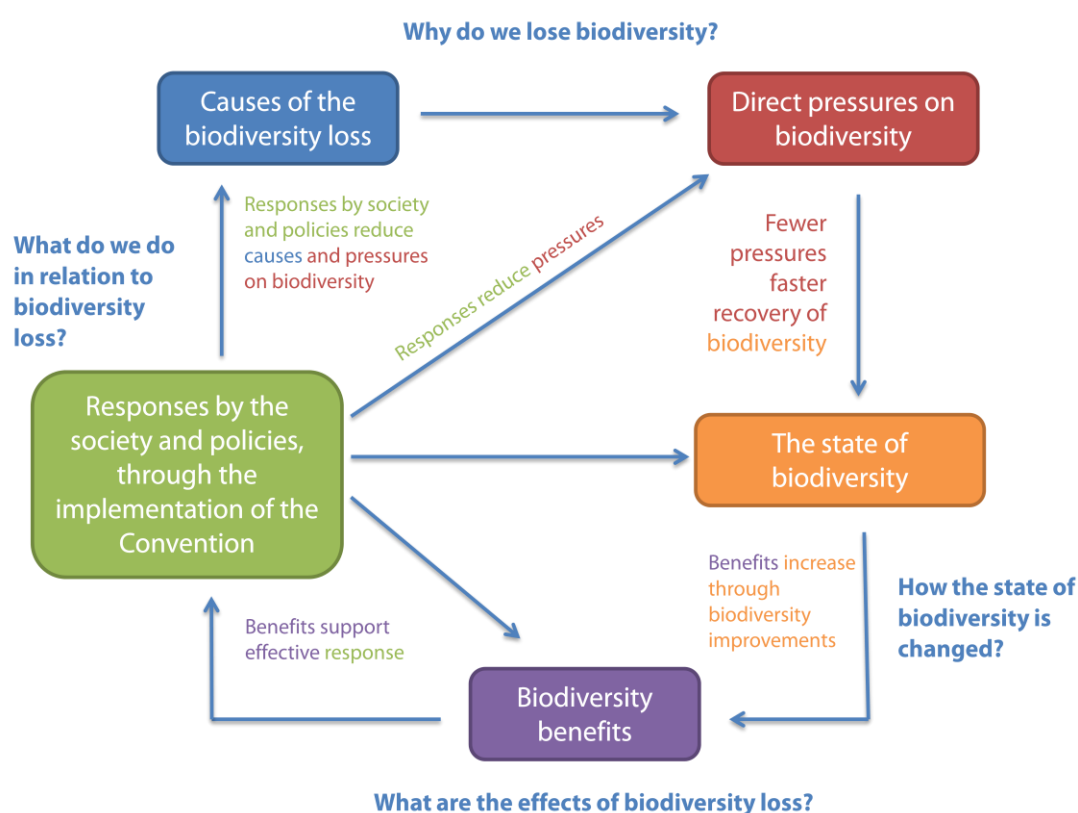 Why do we lose biodiversity?
Causes of the
biodiversity loss
Direct pressures on
biodiversity
Responses by society
and policies reduce
causes and pressures
on biodiversity
What do we do
in relation to
biodiversity
loss?
Responses reduce pressures
Fewer
pressures
faster
recovery of
biodiversity
Responses by the
society and policies,
through the
implementation of the
Convention
The state of
biodiversity
Benefits increase
through
biodiversity
improvements
How the state of
biodiversity is
changed?
Benefits support
effective response
Biodiversity
benefits
What are the effects of biodiversity loss?